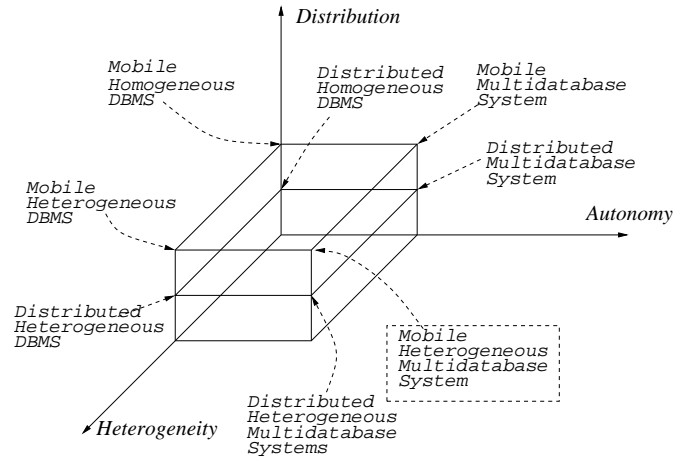 Distribution
Mobile
Homogeneous
DBMS
Distributed
Homogeneous
DBMS
Mobile
Multidatabase
System
Distributed
Multidatabase
System
Autonomy
Mobile
Heterogeneous
DBMS
Distributed
Heterogeneous
DBMS
Mobile
Heterogeneous
Multidatabase
System
Distributed
Heterogeneous
Multidatabase
Systems
Heterogeneity